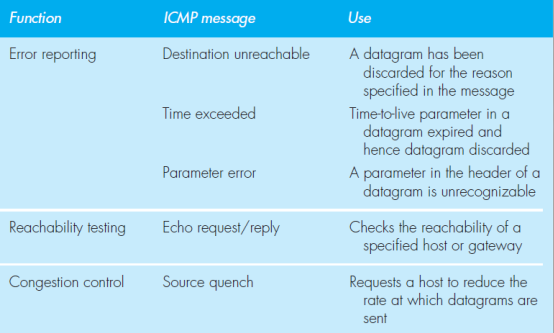 Function ICMP message Use
Error reporting Destination unreachable A datagram has been
discarded for the reason
specified in the message
Time exceeded Time-to-live parameter in a
datagram expired and
hence datagram discarded
Parameter error A parameter in the header of a
datagram is unrecognizable
Reachability testing Echo request/reply Checks the reachability of a
specified host or gateway
Congestion control Source quench Requests a host to reduce the
rate at which datagrams are
sent